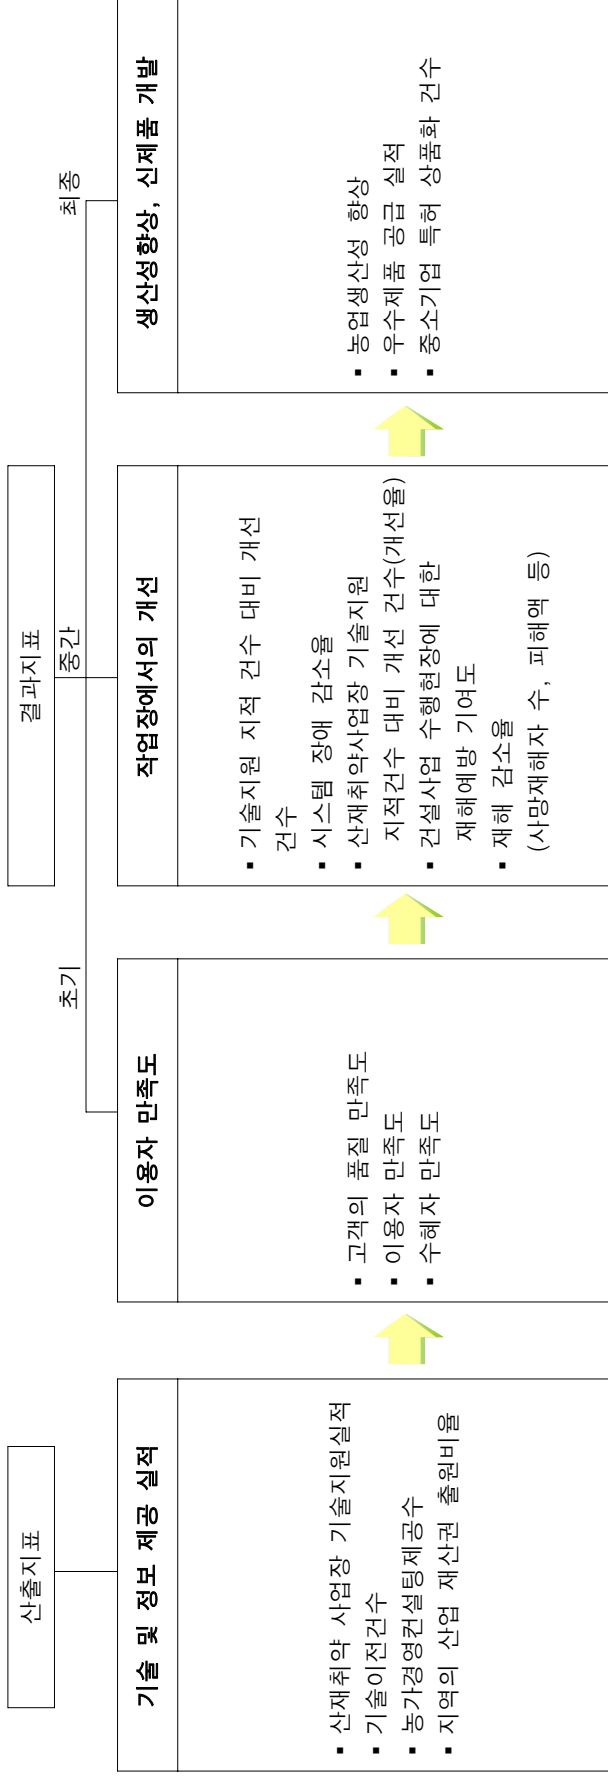 산출지표
기술 및 정보 제공 실적
▪ 산재취약 사업장 기술지원실적
▪ 기술이전건수
▪ 농가경영컨설팅제공수
▪ 지역의 산업 재산권 출원비율
결과지표
초기
이용자 만족도
▪ 고객의 품질 만족도
▪ 이용자 만족도
▪ 수혜자 만족도
중간
작업장에서의 개선
▪ 기술지원 지적 건수 대비 개선
건수
▪ 시스템 장애 감소율
▪ 산재취약사업장 기술지원
지적건수 대비 개선 건수(개선율)
▪ 건설사업 수행현장에 대한
재해예방 기여도
▪ 재해 감소율
(사망재해자 수, 피해액 등)
최종
생산성향상, 신제품 개발
▪ 농업생산성 향상
▪ 우수제품 공급 실적
▪ 중소기업 특허 상품화 건수